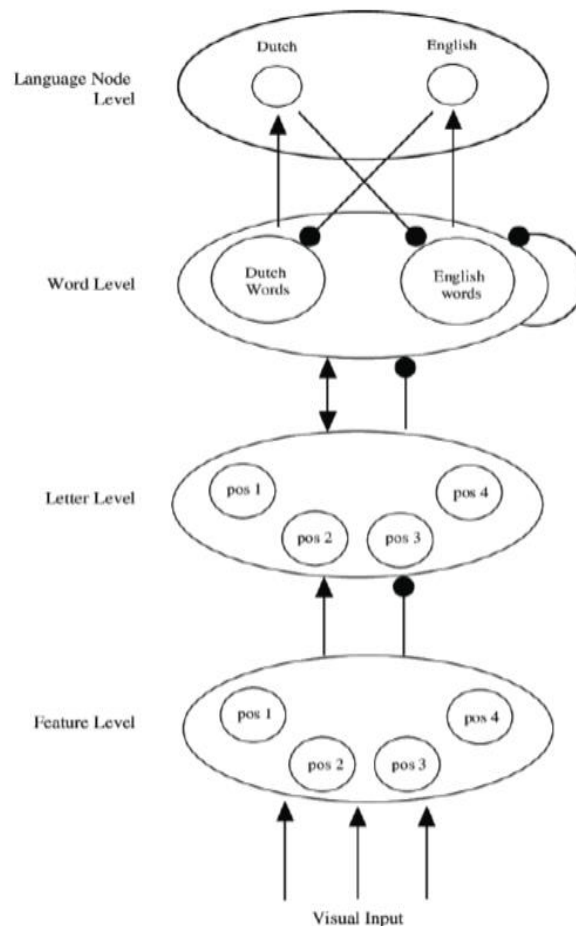 Dutch
English
Language Node
Level
Word Level
Dutch
Words
English
words
Letter Level
pos 1
pos 4
pos 2
pos 3
Feature Level
pos 1
pos 4
pos 2
pos 3
Visual Input